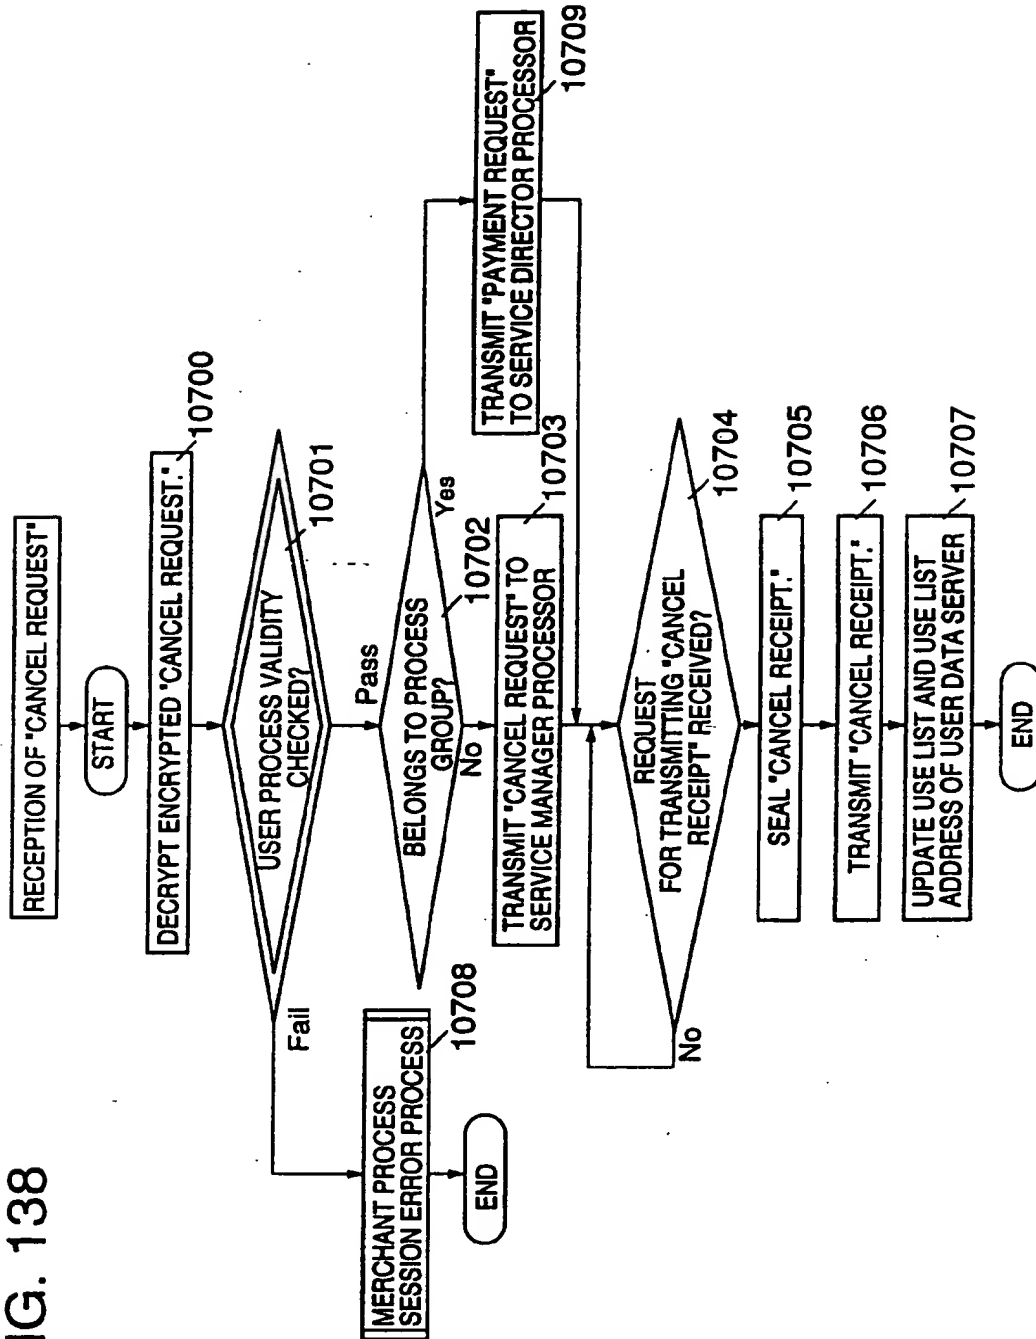 IG. 138
RECEPTION OF "CANCEL REQUEST"
START
DECRYPT ENCRYPTED "CANCEL REQUEST."
10700
USER PROCESS VALIDITY
CHECKED?
10701
Fail
Pass
MERCHANT PROCESS
SESSION ERROR PROCESS
10708
END
BELONGS TO PROCESS
GROUP?
10702
Yes
No
TRANSMIT "PAYMENT REQUEST"
TO SERVICE DIRECTOR PROCESSOR
10709
TRANSMIT "CANCEL REQUEST" TO
SERVICE MANAGER PROCESSOR
10703
REQUEST
FOR TRANSMITTING "CANCEL
RECEIPT" RECEIVED?
10704
No
SEAL "CANCEL RECEIPT."
10705
TRANSMIT "CANCEL RECEIPT."
10706
UPDATE USE LIST AND USE LIST
ADDRESS OF USER DATA SERVER
10707
END